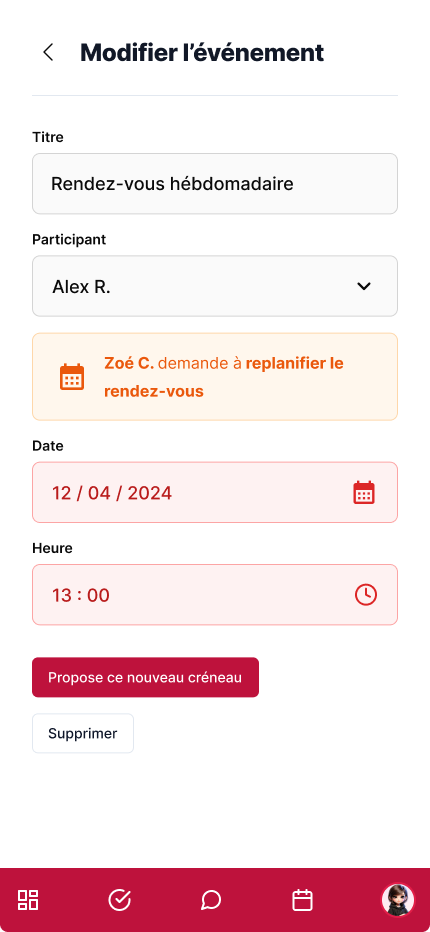 Modifier l’événement
Titre
Rendez-vous hébdomadaire
Participant
Alex R.
Zoé C. demande à replanifier le
rendez-vous
Date
12 / 04 / 2024
Heure
13 : 00
Propose ce nouveau créneau
Supprimer